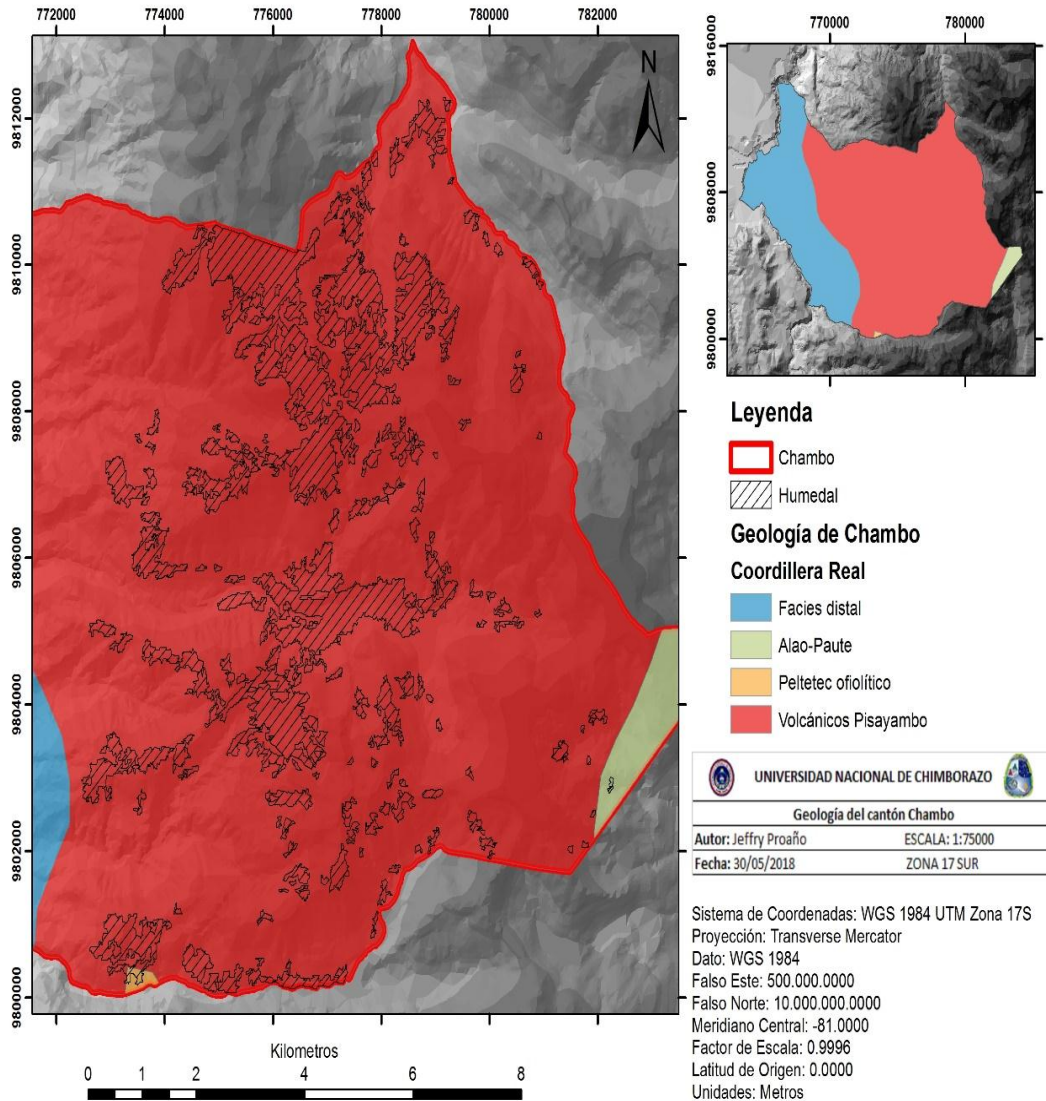 772000 774000 776000 778000 780000 782000
9812000
9810000
9808000
9806000
9804000
9802000
9800000
N
Kilometros
0 1 2 4 6 8
770000 780000
9816000
9808000
9800000
Leyenda
Chambo
Humedal
Geología de Chambo
Coordillera Real
Facies distal
Alao-Paute
Peltetec ofiolítico
Volcánicos Pisayambo
UNIVERSIDAD NACIONAL DE CHIMBORAZO
Geología del cantón Chambo
Autor: Jeffry Proaño ESCALA: 1:75000
Fecha: 30/05/2018 ZONA 17 SUR
Sistema de Coordenadas: WGS 1984 UTM Zona 17S
Proyección: Transverse Mercator
Dato: WGS 1984
Falso Este: 500.000.0000
Falso Norte: 10.000.000.0000
Meridiano Central: -81.0000
Factor de Escala: 0.9996
Latitud de Origen: 0.0000
Unidades: Metros